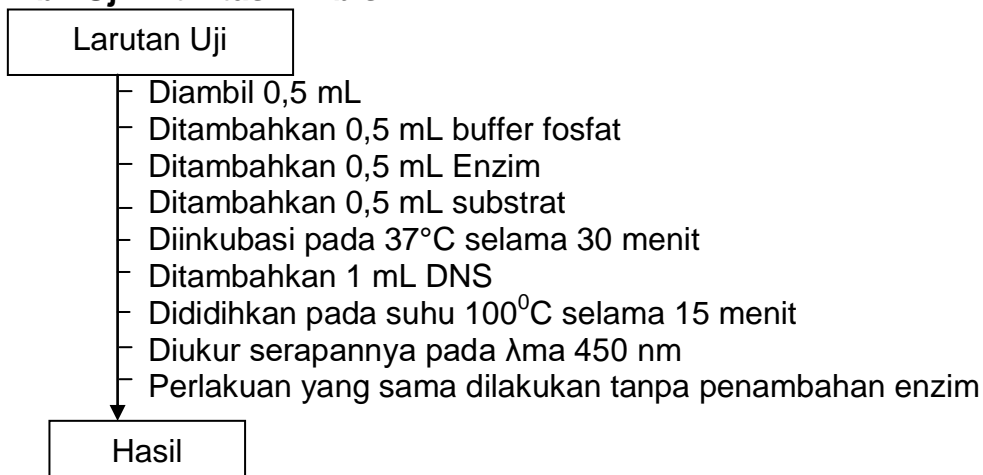 Larutan Uji
Diambil 0,5 mL
Ditambahkan 0,5 mL buffer fosfat
Ditambahkan 0,5 mL Enzim
Ditambahkan 0,5 mL substrat
Diinkubasi pada 37°C selama 30 menit
Ditambahkan 1 mL DNS
Dididihkan pada suhu 100⁰C selama 15 menit
Diukur serapannya pada λma 450 nm
Perlakuan yang sama dilakukan tanpa penambahan enzim
Hasil